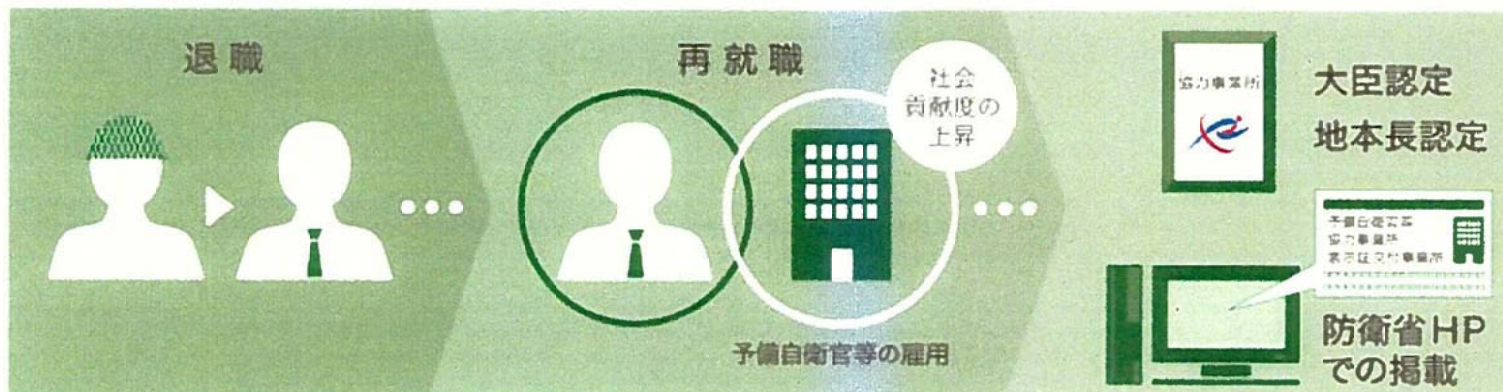 退職
再就職
社会
貢献度の
上昇
予備自衛官等の雇用
協力事業所
大臣認定
地本長認定
予備自衛官等
協力事業所
表示証交付事業所
防衛省HP
での掲載